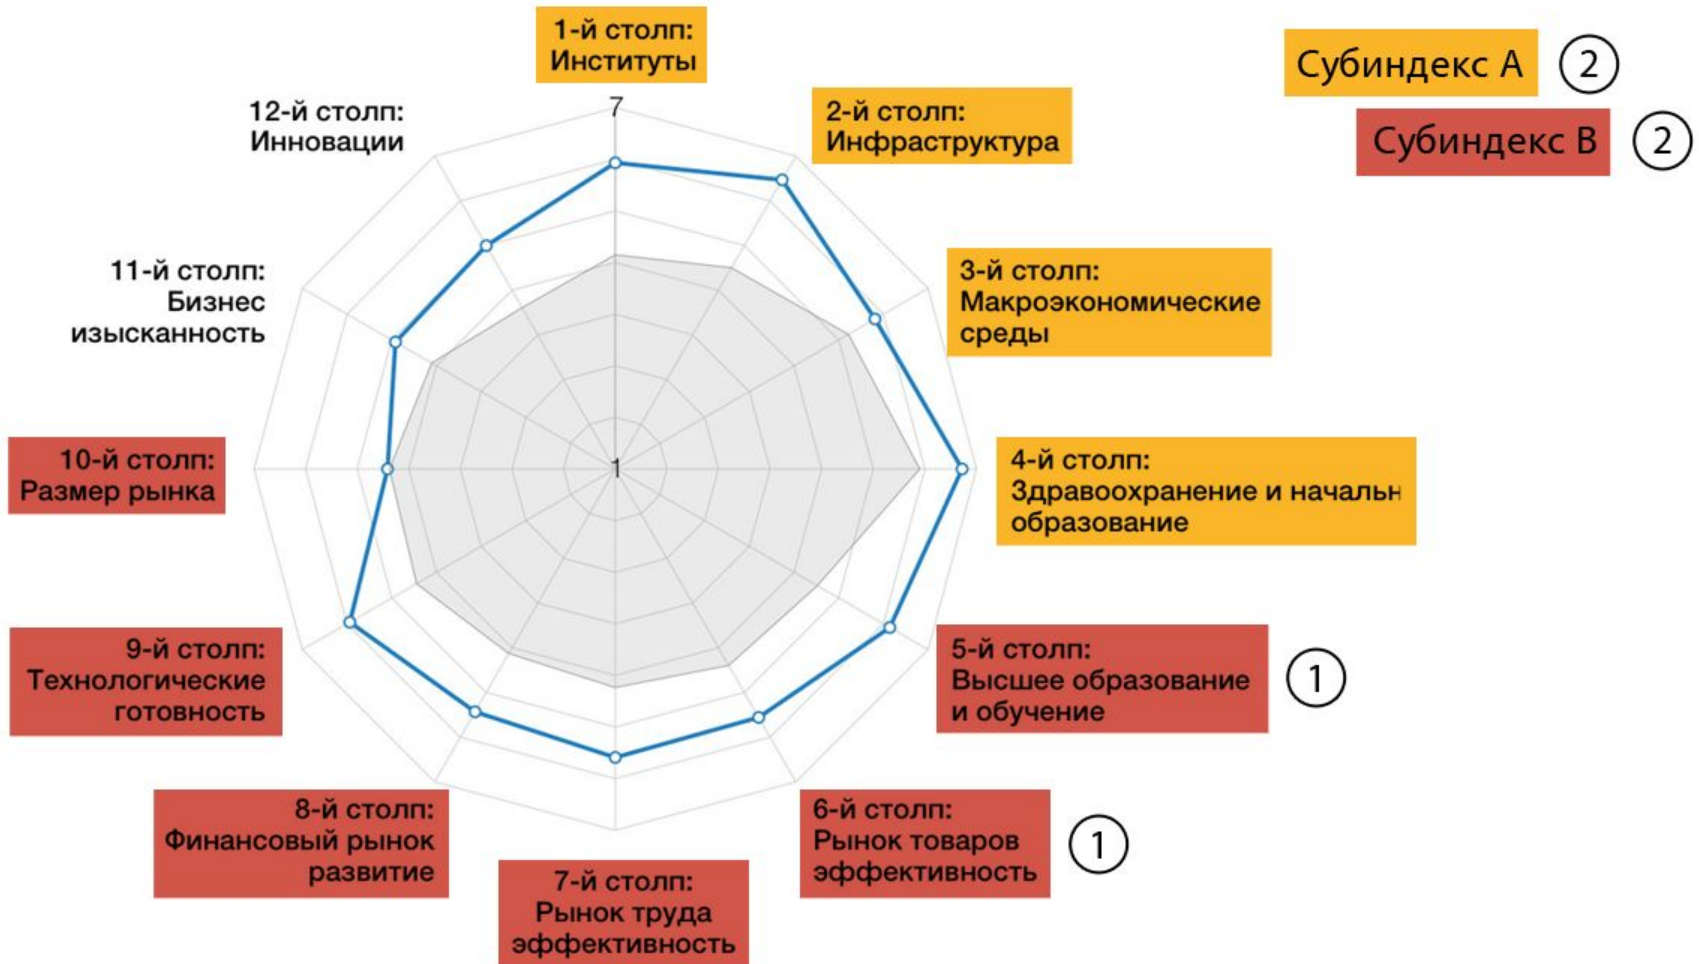 1-й столп:
Институты
Субиндекс А
2
Субиндекс В
2
7
2-й столп:
Инфраструктура
12-й столп:
Инновации
3-й столп:
Макроэкономические
среды
11-й столп:
Бизнес
изысканность
4-й столп:
Здравоохранение и начальн
образование
10-й столп:
Размер рынка
1
5-й столп:
Высшее образование
и обучение
1
9-й столп:
Технологические
готовность
6-й столп:
Рынок товаров
эффективность
1
8-й столп:
Финансовый рынок
развитие
7-й столп:
Рынок труда
эффективность